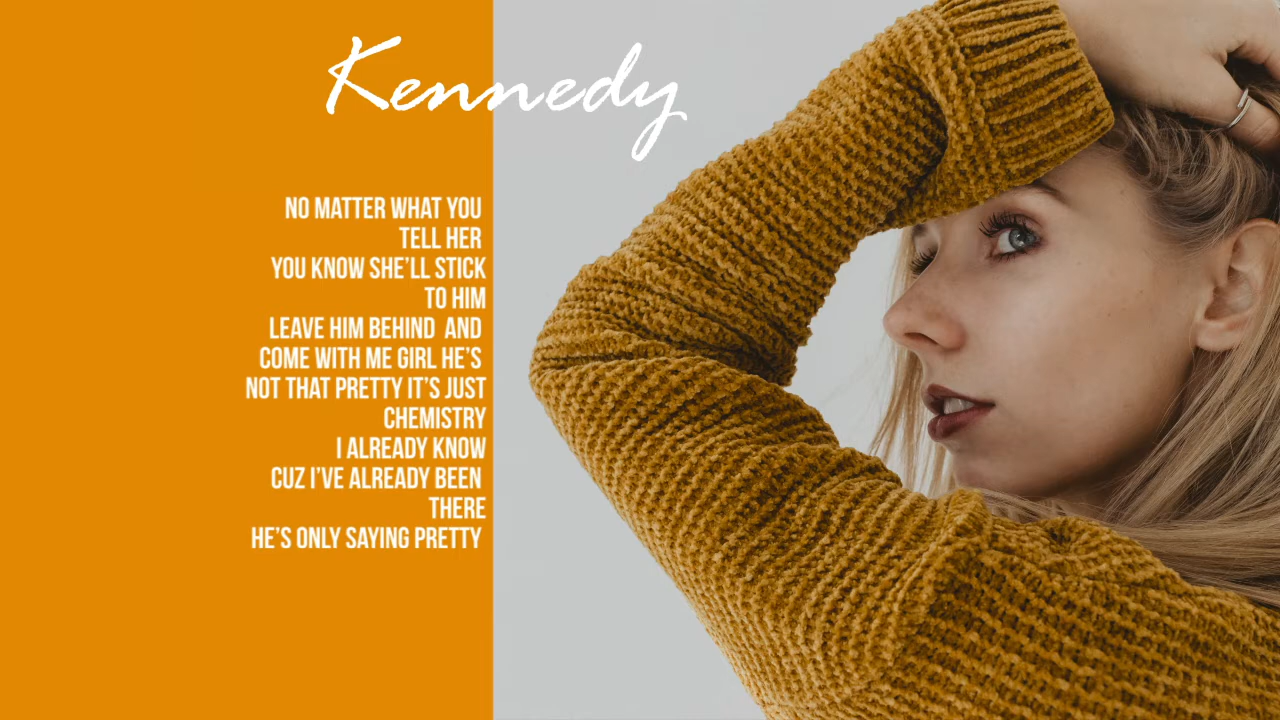 Kennedy
NO MATTER WHAT YOU
TELL HER
YOU KNOW SHE'LL STICK
TO HIM
LEAVE HIM BEHIND AND
COME WITH ME GIRL HE'S
NOT THAT PRETTY IT'S JUST
CHEMISTRY
I ALREADY KNOW
CUZ I'VE ALREADY BEEN
THERE
HE'S ONLY SAYING PRETTY